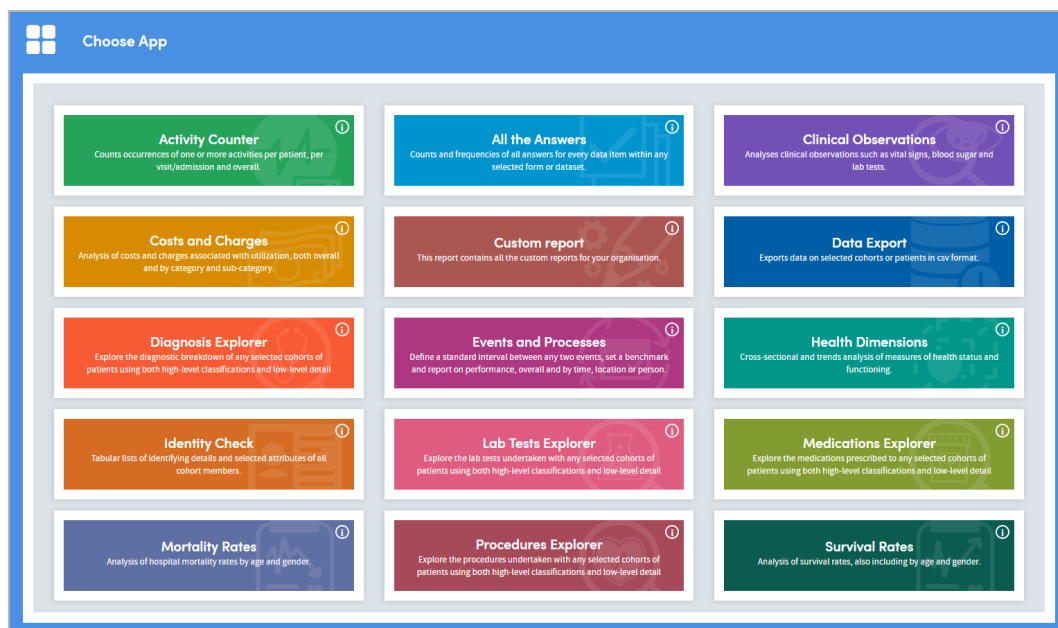 Choose App
Activity Counter
Counts occurrences of one or more activities per patient, per
visit/admission and overall.
All the Answers
Counts and frequencies of all answers for every data item within any
selected form or dataset.
Clinical Observations
Analyses clinical observations such as vital signs, blood sugar and
lab tests.
Costs and Charges
Analysis of costs and charges associated with utilization, both overall
and by category and sub-category.
Custom report
This report contains all the custom reports for your organisation.
Data Export
Exports data on selected cohorts or patients in csv format.
Diagnosis Explorer
Explore the diagnostic breakdown of any selected cohorts of
patients using both high-level classifications and low-level detail
Events and Processes
Define a standard interval between any two events, set a benchmark
and report on performance, overall and by time, location or person.
Health Dimensions
Cross-sectional and trends analysis of measures of health status and
functioning.
Identity Check
Tabular lists of identifying details and selected attributes of all
cohort members.
Lab Tests Explorer
Explore the lab tests undertaken with any selected cohorts of
patients using both high-level classifications and low-level detail
Medications Explorer
Explore the medications prescribed to any selected cohorts of
patients using both high-level classifications and low-level detail
Mortality Rates
Analysis of hospital mortality rates by age and gender.
Procedures Explorer
Explore the procedures undertaken with any selected cohorts of
patients using both high-level classifications and low-level detail
Survival Rates
Analysis of survival rates, also including by age and gender.